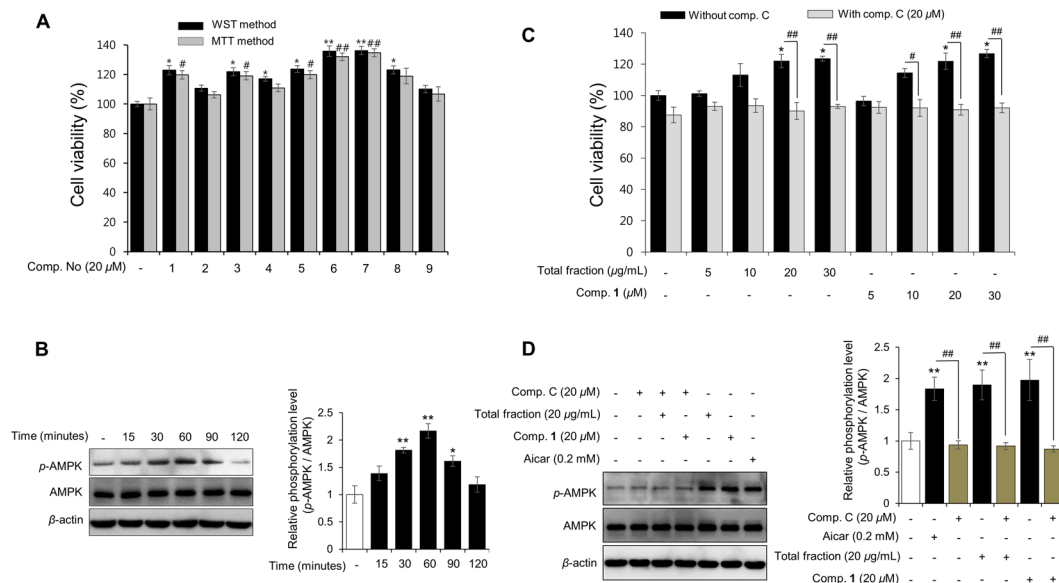 A
WST method
MTT method
Cell viability (%)
140
120
100
80
60
40
20
0
* # * # * * # ** ## ** ## *
Comp. No (20 µM) - 1 2 3 4 5 6 7 8 9
C
Without comp. C
With comp. C (20 µM)
Cell viability (%)
140
120
100
80
60
40
20
0
* ## * ## # * ## * ##
Total fraction (µg/mL) - 5 10 20 30 - - - -
Comp. 1 (µM) - - - - - 5 10 20 30
B
Time (minutes) - 15 30 60 90 120
p-AMPK
AMPK
β-actin
Relative phosphorylation level
(p-AMPK / AMPK)
2.5
2
1.5
1
0.5
0
** ** *
- 15 30 60 90 120
Time (minutes)
D
Comp. C (20 µM) - + + + - - -
Total fraction (20 µg/mL) - - + - + - -
Comp. 1 (20 µM) - - - + - + -
Aicar (0.2 mM) - - - - - - +
p-AMPK
AMPK
β-actin
Relative phosphorylation level
(p-AMPK / AMPK)
2.5
2
1.5
1
0.5
0
** ## ** ## ** ##
Comp. C (20 µM) - - + - + - +
Aicar (0.2 mM) - + + - - - -
Total fraction (20 µg/mL) - - - + + - -
Comp. 1 (20 µM) - - - - - + +